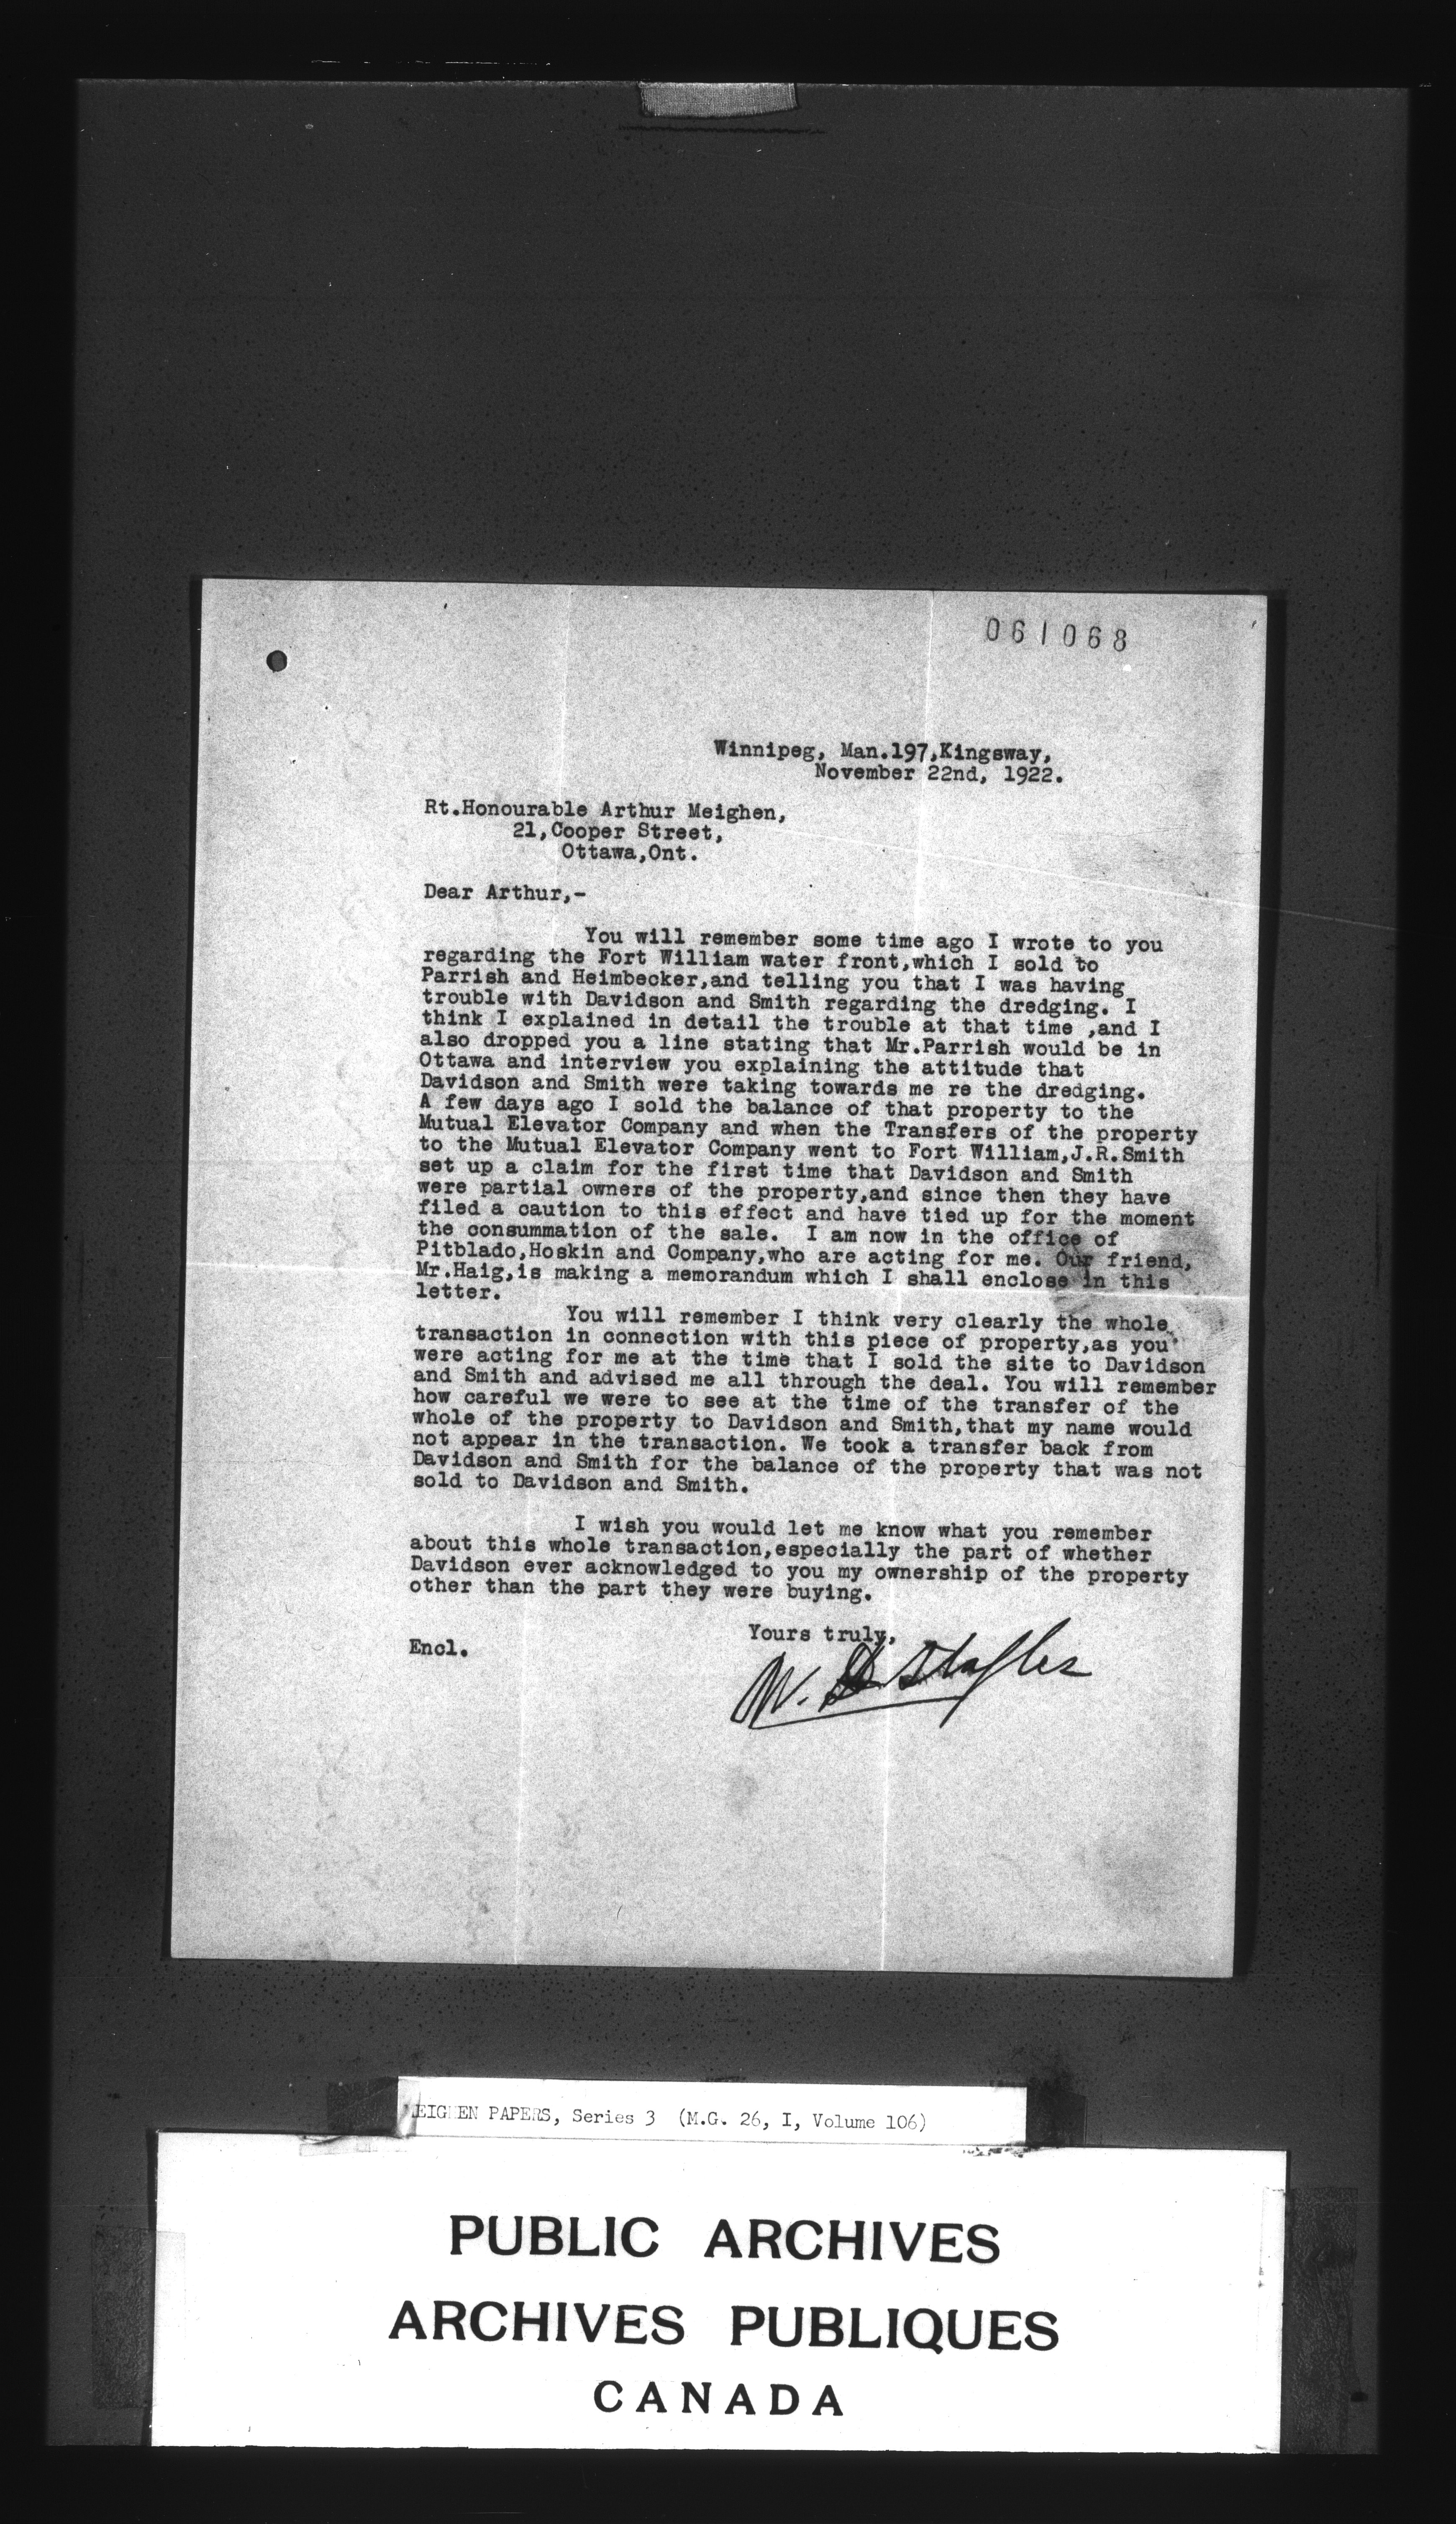 061068
Winnipeg, Man.197,Kingsway,
November 22nd, 1922.
Rt.Honourable Arthur Meighen,
21,Cooper Street,
Ottawa,Ont.
Dear Arthur,-
You will remember some time ago I wrote to you
regarding the Fort William water front,which I sold to
Parrish and Heimbecker,and telling you that I was having
trouble with Davidson and Smith regarding the dredging. I
think I explained in detail the trouble at that time ,and I
also dropped you a line stating that Mr.Parrish would be in
Ottawa and interview you explaining the attitude that
Davidson and Smith were taking towards me re the dredging.
A few days ago I sold the balance of that property to the
Mutual Elevator Company and when the Transfers of the property
to the Mutual Elevator Company went to Fort William,J.R.Smith
set up a claim for the first time that Davidson and Smith
were partial owners of the property,and since then they have
filed a caution to this effect and have tied up for the moment
the consummation of the sale. I am now in the office of
Pitblado,Hoskin and Company,who are acting for me. Our friend,
Mr.Haig,is making a memorandum which I shall enclose in this
letter.
You will remember I think very clearly the whole
transaction in connection with this piece of property,as you
were acting for me at the time that I sold the site to Davidson
and Smith and advised me all through the deal. You will remember
how careful we were to see at the time of the transfer of the
whole of the property to Davidson and Smith,that my name would
not appear in the transaction. We took a transfer back from
Davidson and Smith for the balance of the property that was not
sold to Davidson and Smith.
I wish you would let me know what you remember
about this whole transaction,especially the part of whether
Davidson ever acknowledged to you my ownership of the property
other than the part they were buying.
Yours truly,
Encl.
W.
MEIGHEN PAPERS, Series 3 (M.G. 26, I, Volume 106)
PUBLIC ARCHIVES
ARCHIVES PUBLIQUES
CANADA